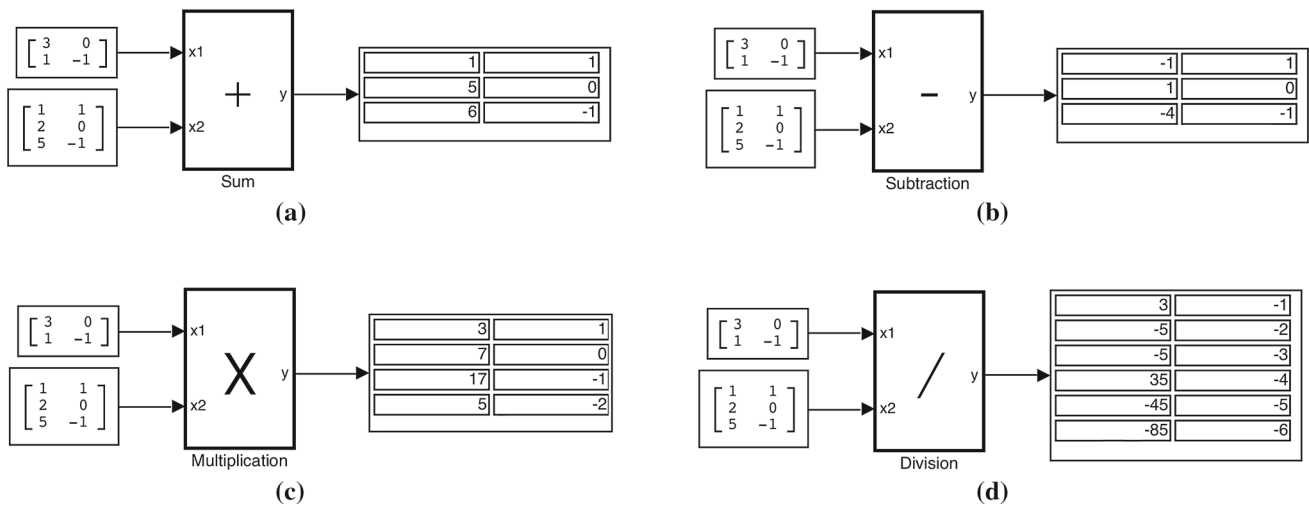 3 0
1 −1
x1
1 1
2 0
5 −1
x2
+
y
1 1
5 0
6 -1
Sum
(a)
3 0
1 −1
x1
1 1
2 0
5 −1
x2
-
y
-1 1
1 0
-4 -1
Subtraction
(b)
3 0
1 −1
x1
1 1
2 0
5 −1
x2
X
y
3 1
7 0
17 -1
5 -2
Multiplication
(c)
3 0
1 −1
x1
1 1
2 0
5 −1
x2
/
y
3 -1
-5 -2
-5 -3
35 -4
-45 -5
-85 -6
Division
(d)